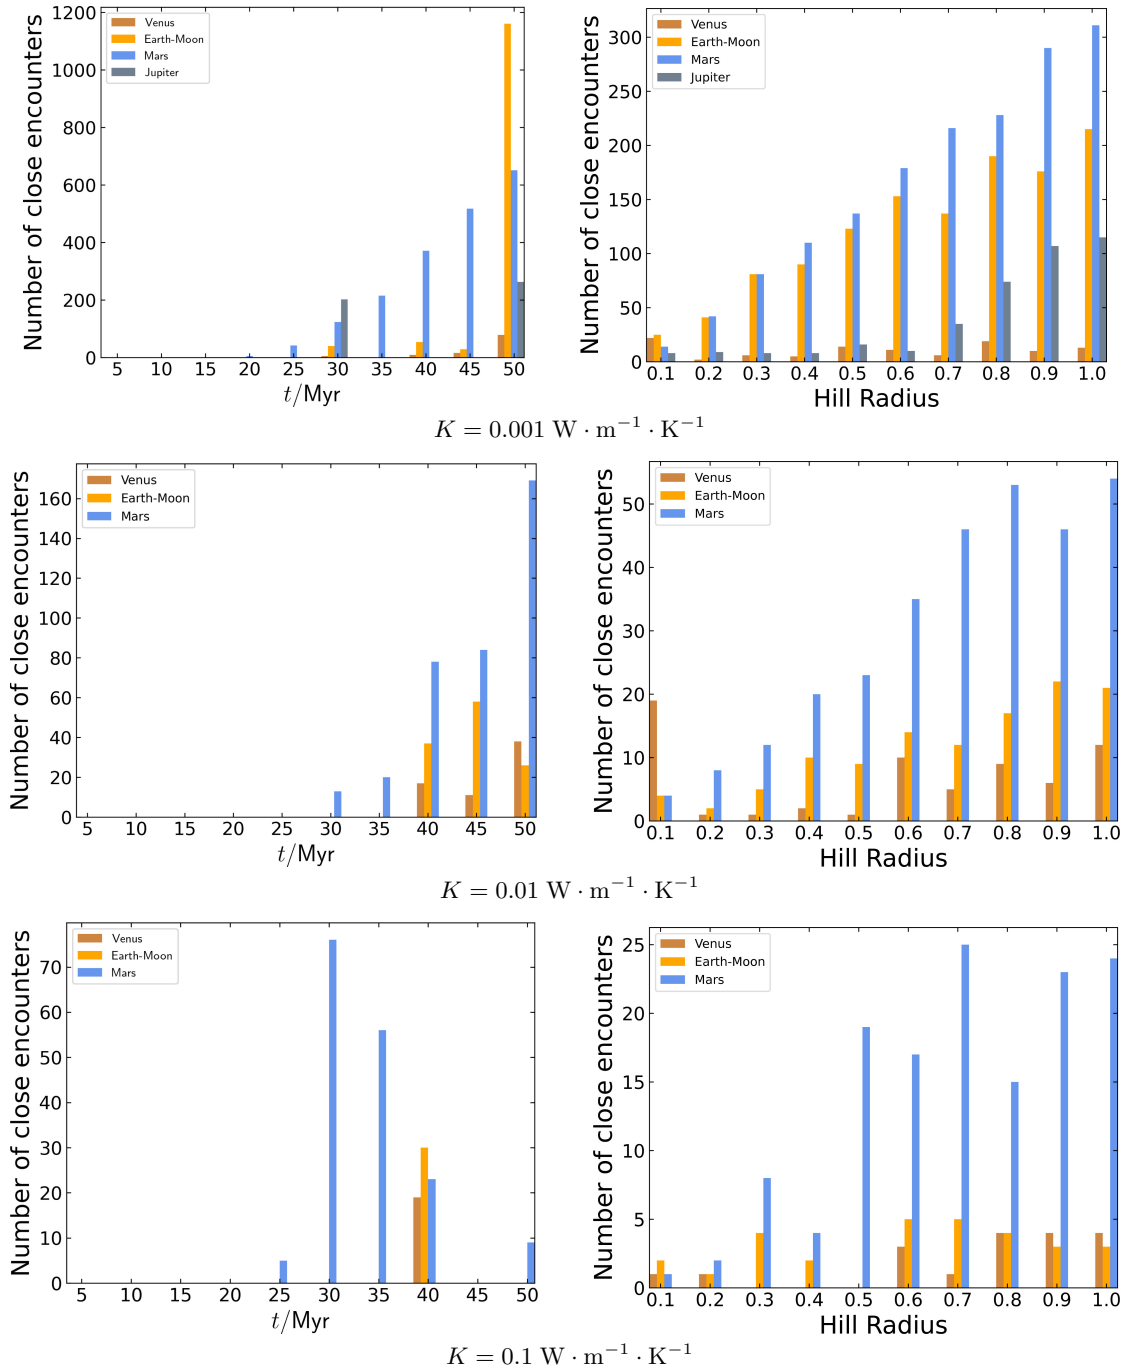 Number of close encounters
1200
1000
800
600
400
200
0
Venus
Earth-Moon
Mars
Jupiter
5 10 15 20 25 30 35 40 45 50
t/Myr
Number of close encounters
300
250
200
150
100
50
0
Venus
Earth-Moon
Mars
Jupiter
0.1 0.2 0.3 0.4 0.5 0.6 0.7 0.8 0.9 1.0
Hill Radius
K = 0.001 W · m⁻¹ · K⁻¹
Number of close encounters
160
140
120
100
80
60
40
20
0
Venus
Earth-Moon
Mars
5 10 15 20 25 30 35 40 45 50
t/Myr
Number of close encounters
50
40
30
20
10
0
Venus
Earth-Moon
Mars
0.1 0.2 0.3 0.4 0.5 0.6 0.7 0.8 0.9 1.0
Hill Radius
K = 0.01 W · m⁻¹ · K⁻¹
Number of close encounters
70
60
50
40
30
20
10
0
Venus
Earth-Moon
Mars
5 10 15 20 25 30 35 40 45 50
t/Myr
Number of close encounters
25
20
15
10
5
0
Venus
Earth-Moon
Mars
0.1 0.2 0.3 0.4 0.5 0.6 0.7 0.8 0.9 1.0
Hill Radius
K = 0.1 W · m⁻¹ · K⁻¹